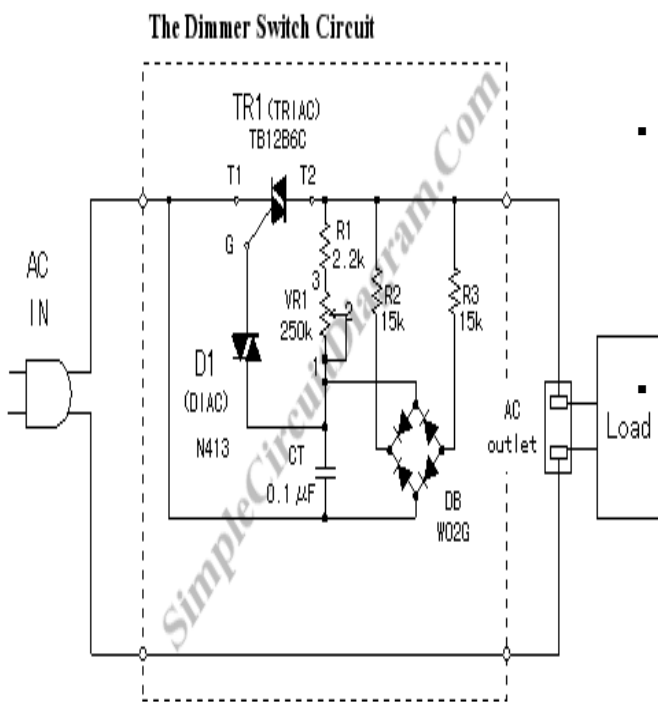 The Dimmer Switch Circuit
TR1 (TRIAC)
TB12B6C
T1
T2
G
R1
2.2k
3
VR1
250k
2
1
R2
15k
R3
15k
AC
IN
D1
(DIAC)
N413
CT
0.1 µF
DB
W02G
AC
outlet
Load
SimpleCircuitDiagram.Com